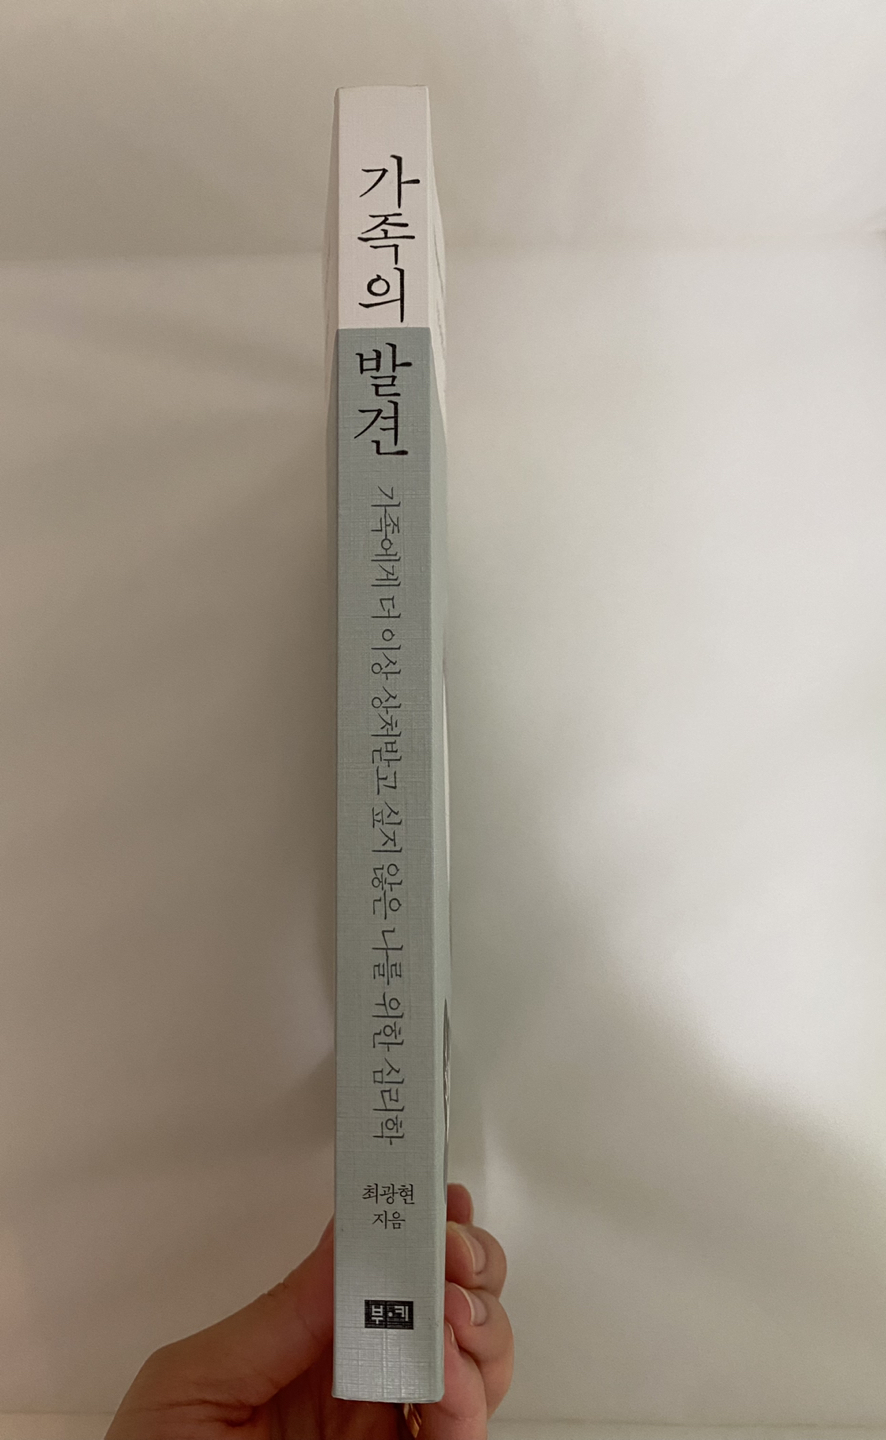 가족의
발견
가족에게 더 이상 상처받고 싶지 않은 나를 위한 심리학
최광현
지음
부·키